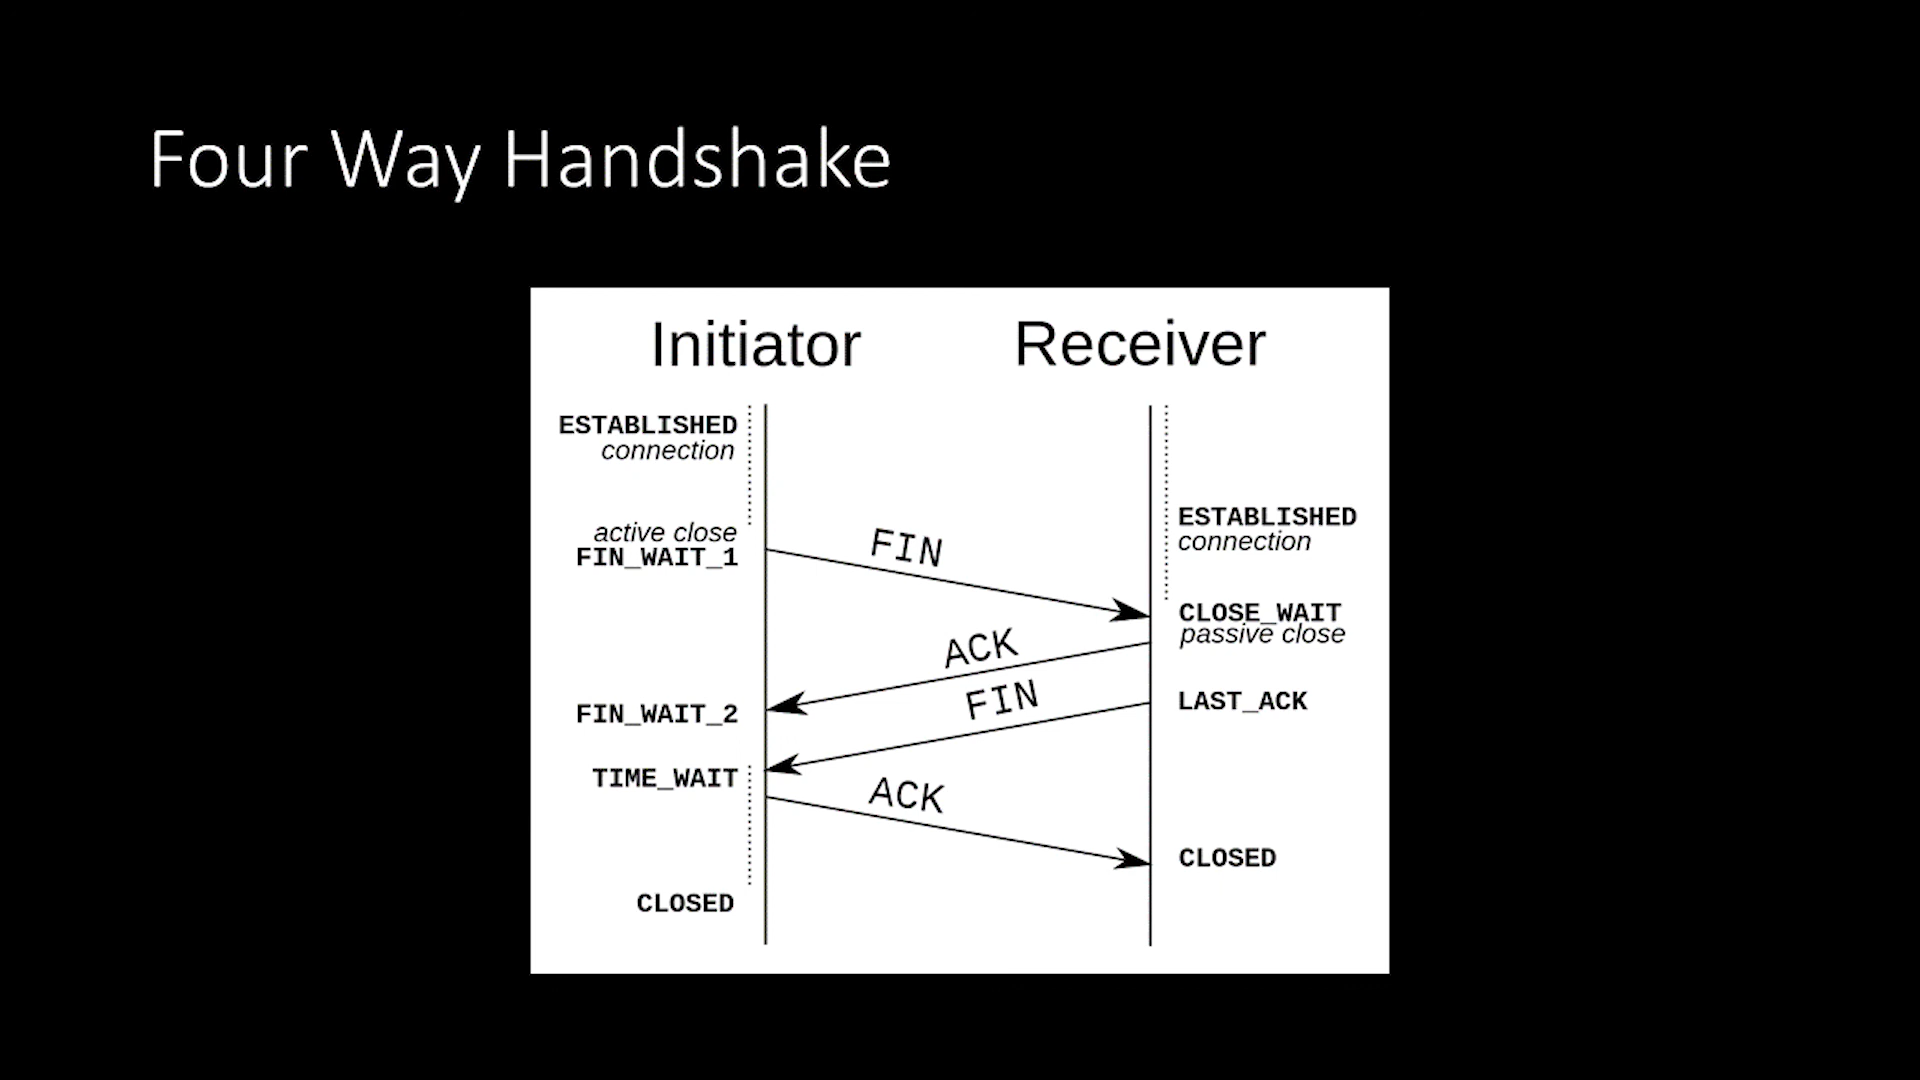 Four Way Handshake
Initiator
Receiver
ESTABLISHED
connection
active close
FIN_WAIT_1
FIN
ESTABLISHED
connection
CLOSE_WAIT
passive close
ACK
FIN_WAIT_2
FIN
LAST_ACK
TIME_WAIT
ACK
CLOSED
CLOSED